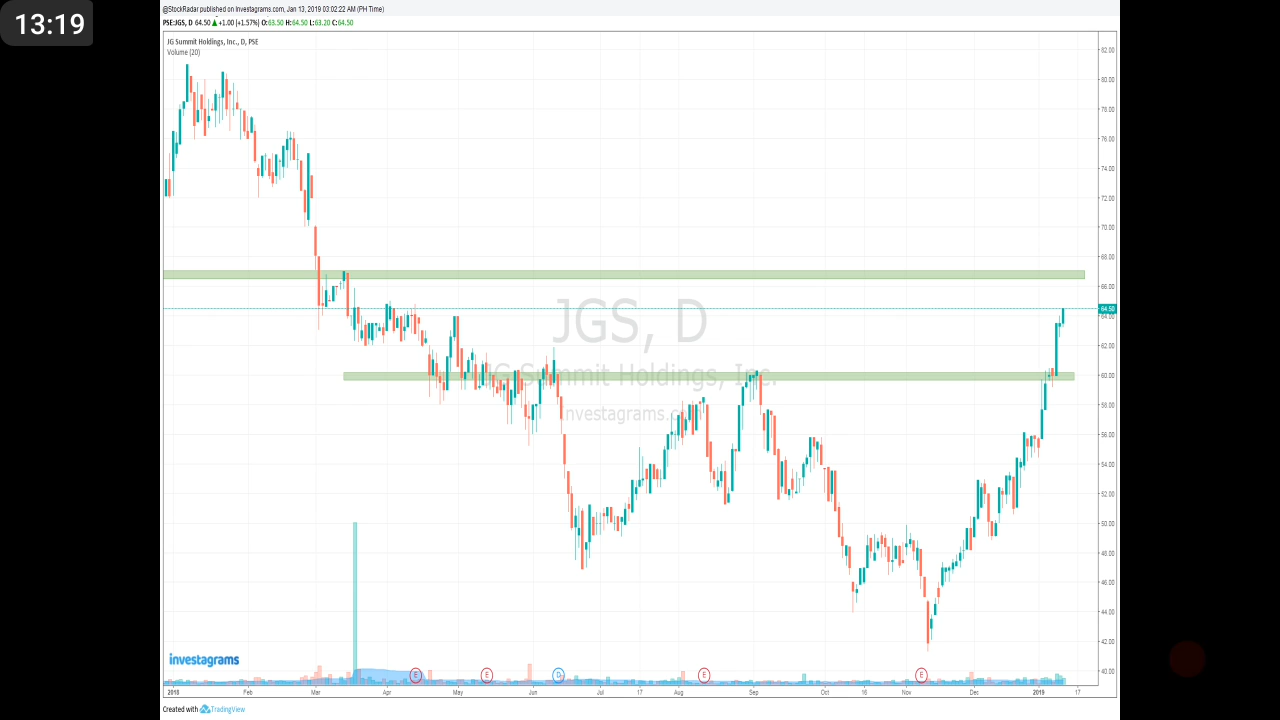 13:19
@StockRadar published on Investagrams.com, Jan 13, 2019 03:02:22 AM (PH Time)
PSE:JGS, D 64.50 ▲ +1.00 (+1.57%) O:63.50 H:64.50 L:63.20 C:64.50
JG Summit Holdings, Inc., D, PSE
Volume (20)
82.00
80.00
78.00
76.00
74.00
72.00
70.00
68.00
66.00
64.50
64.00
62.00
60.00
58.00
56.00
54.00
52.00
50.00
48.00
46.00
44.00
42.00
40.00
JGS, D
JG Summit Holdings, Inc.
Investagrams.c
investagrams
E E D E E
2018 Feb Mar Apr May Jun Jul 17 Aug Sep Oct 16 Nov Dec 2019 17
Created with TradingView